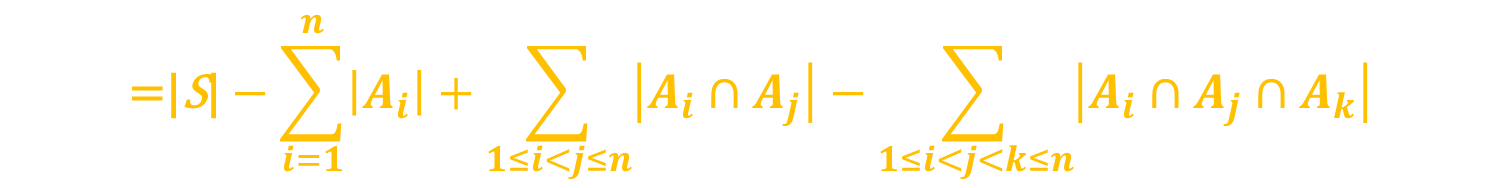 =|S| − ∑_{i=1}^{n} |A_i| + ∑_{1≤i<j≤n} |A_i ∩ A_j| − ∑_{1≤i<j<k≤n} |A_i ∩ A_j ∩ A_k|